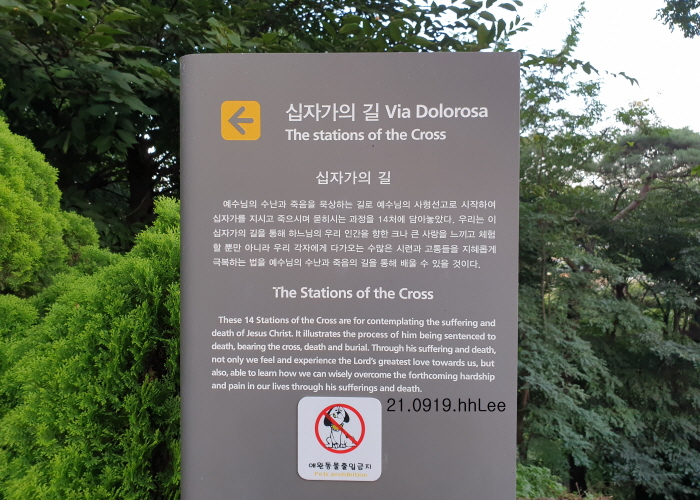 십자가의 길 Via Dolorosa
The stations of the Cross
십자가의 길
예수님의 수난과 죽음을 묵상하는 길로 예수님의 사형선고로 시작하여
십자가를 지시고 죽으시며 묻히시는 과정을 14처에 담아놓았다. 우리는 이
십자가의 길을 통해 하느님의 우리 인간을 향한 크나 큰 사랑을 느끼고 체험
할 뿐만 아니라 우리 각자에게 다가오는 수많은 시련과 고통들을 지혜롭게
극복하는 법을 예수님의 수난과 죽음의 길을 통해 배울 수 있을 것이다.
The Stations of the Cross
These 14 Stations of the Cross are for contemplating the suffering and
death of Jesus Christ. It illustrates the process of him being sentenced to
death, bearing the cross, death and burial. Through his suffering and death,
not only we feel and experience the Lord's greatest love towards us, but
also, able to learn how we can wisely overcome the forthcoming hardship
and pain in our lives through his sufferings and death.
21.0919.hhLee
애완동물출입금지